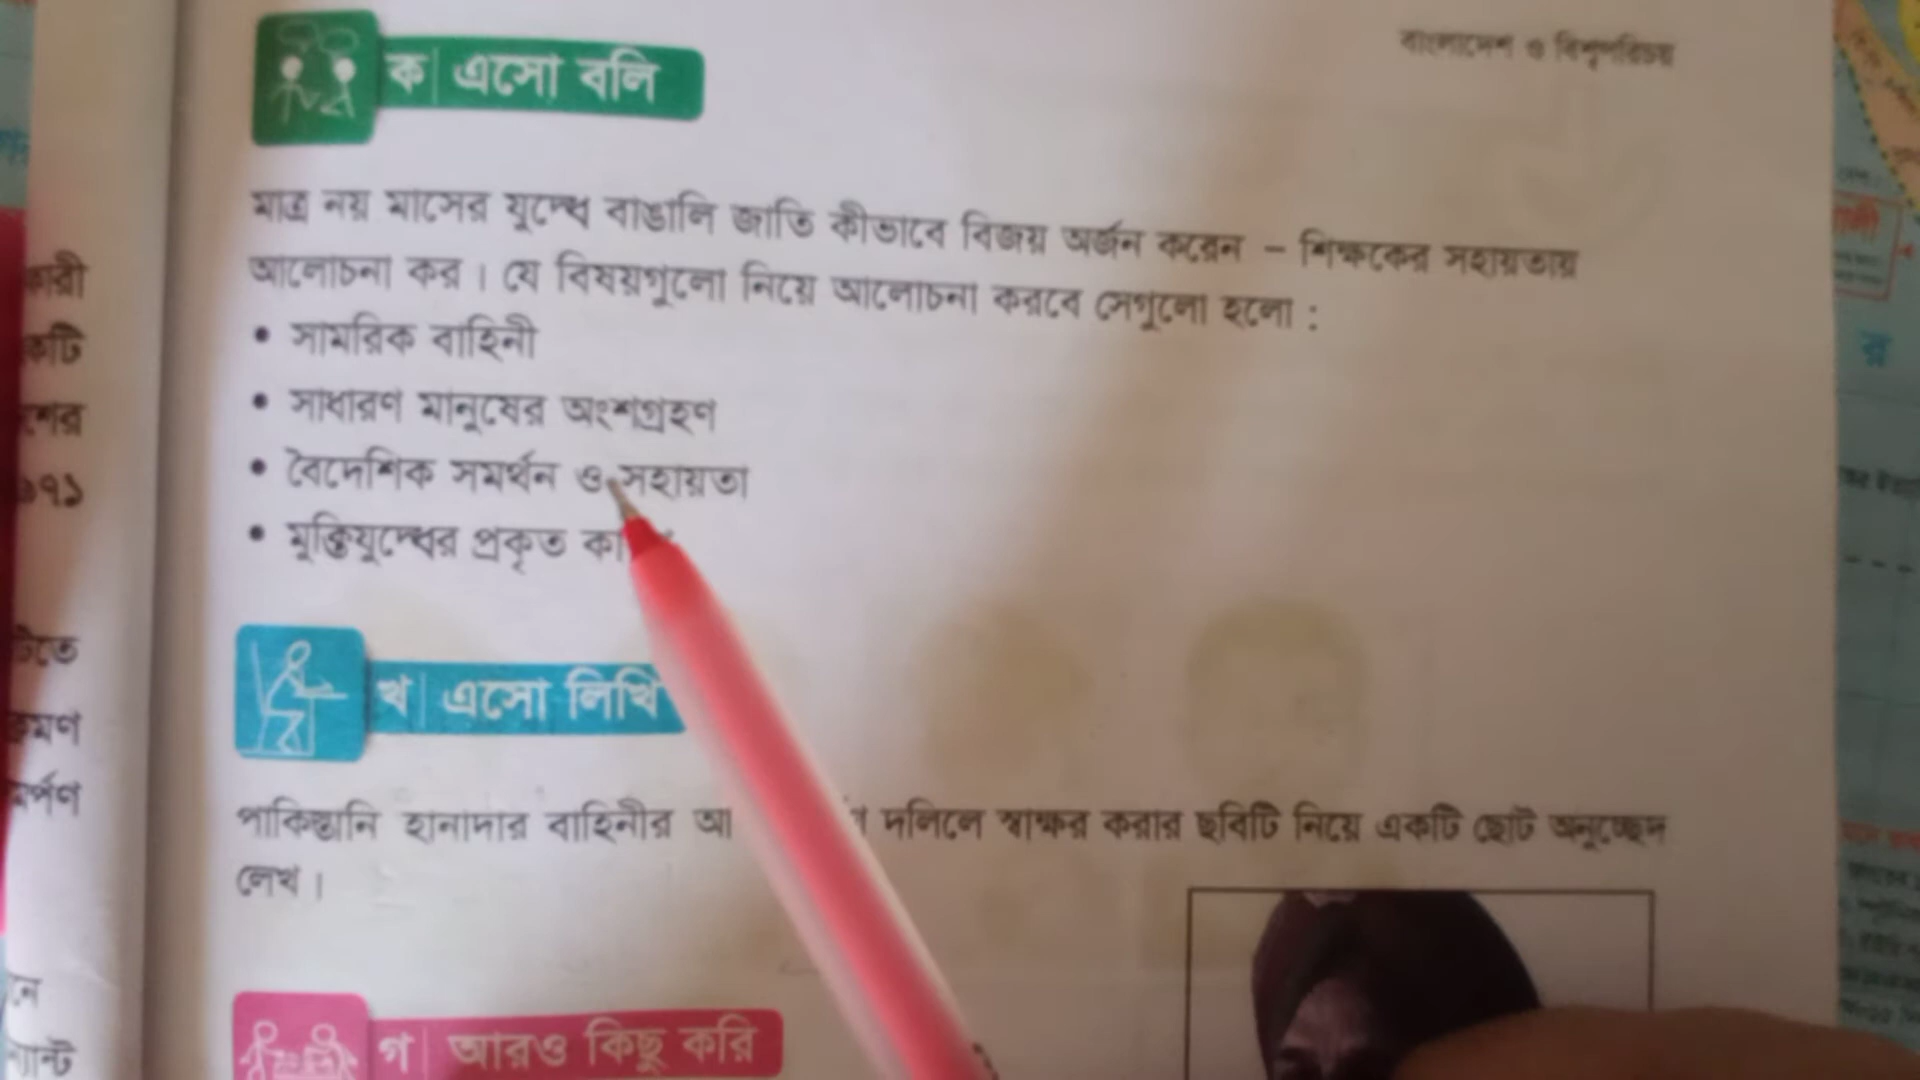 বাংলাদেশ ও বিশ্বপরিচয়
ক | এসো বলি
মাত্র নয় মাসের যুদ্ধে বাঙালি জাতি কীভাবে বিজয় অর্জন করেন – শিক্ষকের সহায়তায়
আলোচনা কর। যে বিষয়গুলো নিয়ে আলোচনা করবে সেগুলো হলো :
• সামরিক বাহিনী
• সাধারণ মানুষের অংশগ্রহণ
• বৈদেশিক সমর্থন ও সহায়তা
• মুক্তিযুদ্ধের প্রকৃত
খ | এসো লিখি
পাকিস্তানি হানাদার বাহিনীর দলিলে স্বাক্ষর করার ছবিটি নিয়ে একটি ছোট অনুচ্ছেদ
লেখ।
গ | আরও কিছু করি